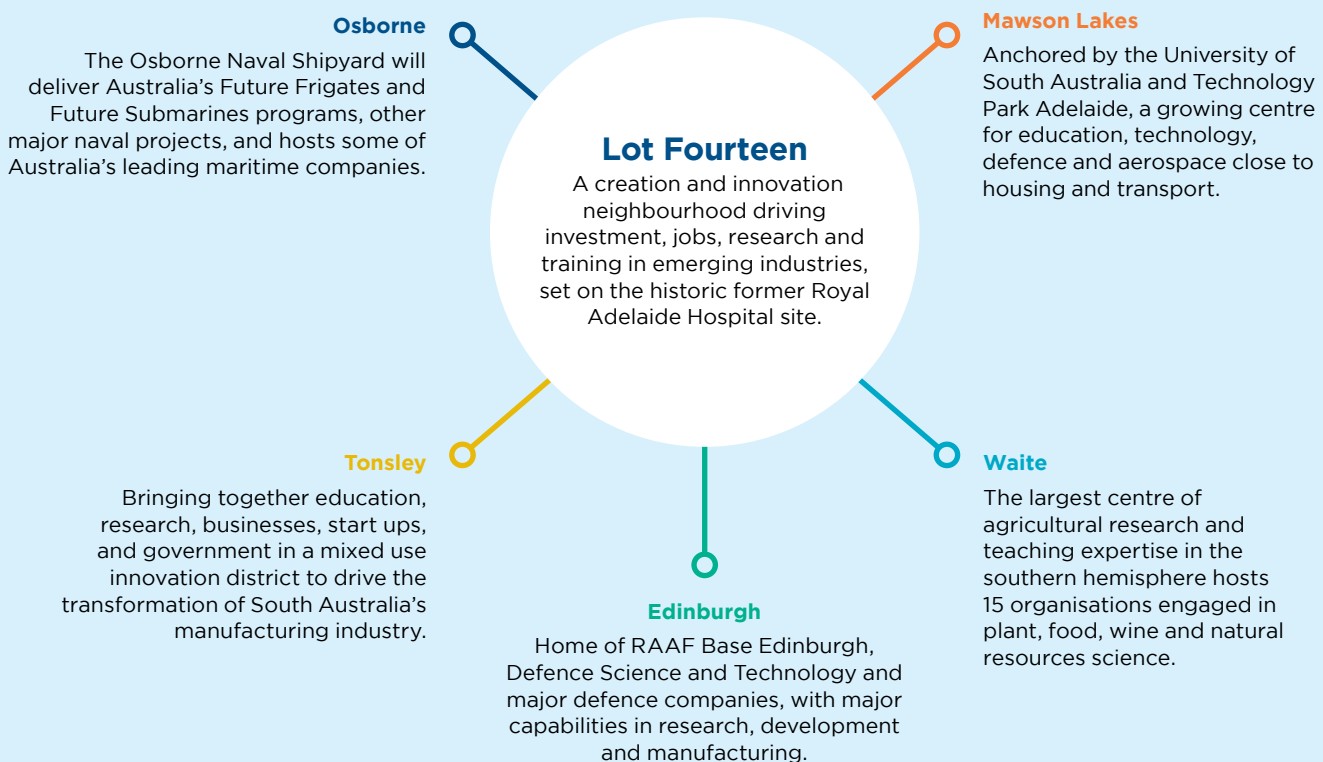 Osborne
The Osborne Naval Shipyard will
deliver Australia's Future Frigates and
Future Submarines programs, other
major naval projects, and hosts some of
Australia's leading maritime companies.
Mawson Lakes
Anchored by the University of
South Australia and Technology
Park Adelaide, a growing centre
for education, technology,
defence and aerospace close to
housing and transport.
Lot Fourteen
A creation and innovation
neighbourhood driving
investment, jobs, research and
training in emerging industries,
set on the historic former Royal
Adelaide Hospital site.
Tonsley
Bringing together education,
research, businesses, start ups,
and government in a mixed use
innovation district to drive the
transformation of South Australia's
manufacturing industry.
Edinburgh
Home of RAAF Base Edinburgh,
Defence Science and Technology and
major defence companies, with major
capabilities in research, development
and manufacturing.
Waite
The largest centre of
agricultural research and
teaching expertise in the
southern hemisphere hosts
15 organisations engaged in
plant, food, wine and natural
resources science.